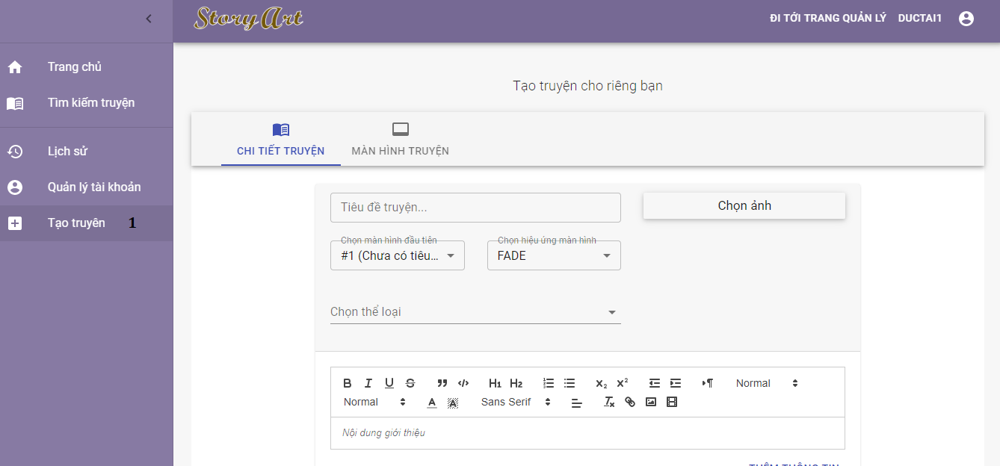 Story Art
ĐI TỚI TRANG QUẢN LÝ DUCTAI1
Trang chủ
Tìm kiếm truyện
Lịch sử
Quản lý tài khoản
Tạo truyên 1
Tạo truyện cho riêng bạn
CHI TIẾT TRUYỆN MÀN HÌNH TRUYỆN
Tiêu đề truyện...
Chọn ảnh
Chọn màn hình đầu tiên Chọn hiệu ứng màn hình
#1 (Chưa có tiêu... FADE
Chọn thể loại
B I U S H1 H2 X2 X2 Normal
Normal A A Sans Serif Tx
Nội dung giới thiệu
THÊM THÔNG TIN